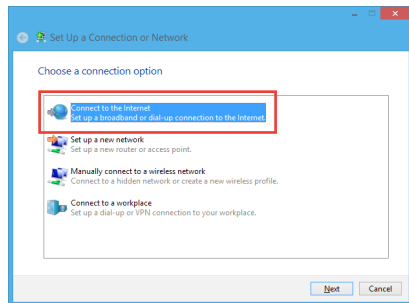 Set Up a Connection or Network
Choose a connection option
Connect to the Internet
Set up a broadband or dial-up connection to the Internet.
Set up a new network
Set up a new router or access point.
Manually connect to a wireless network
Connect to a hidden network or create a new wireless profile.
Connect to a workplace
Set up a dial-up or VPN connection to your workplace.
Next Cancel